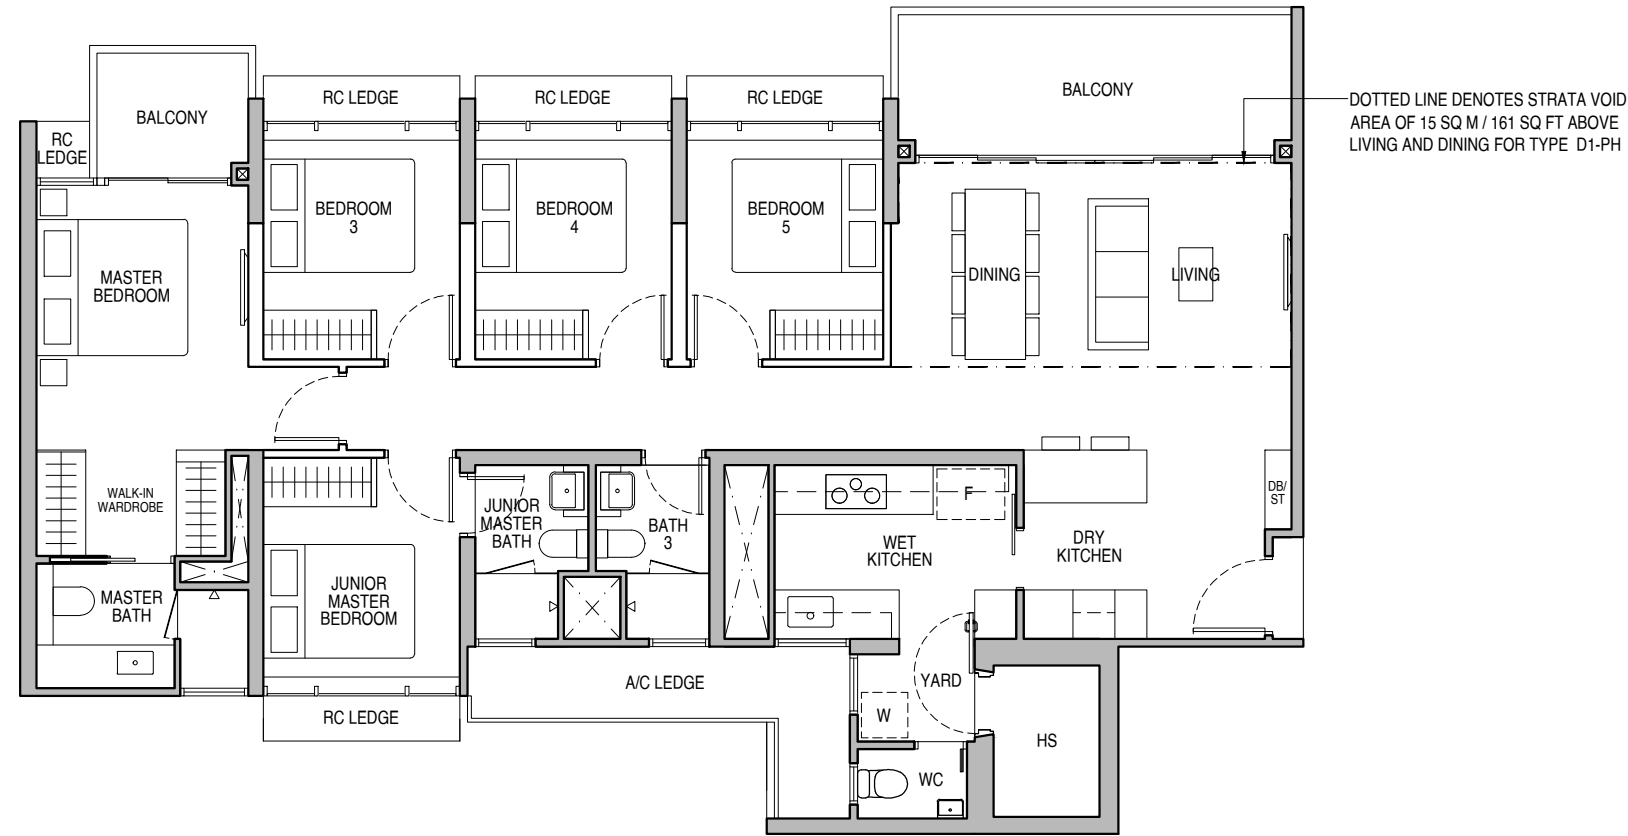 BALCONY
RC
LEDGE
RC LEDGE
RC LEDGE
RC LEDGE
BALCONY
DOTTED LINE DENOTES STRATA VOID
AREA OF 15 SQ M / 161 SQ FT ABOVE
LIVING AND DINING FOR TYPE D1-PH
MASTER
BEDROOM
BEDROOM
3
BEDROOM
4
BEDROOM
5
DINING
LIVING
WALK-IN
WARDROBE
MASTER
BATH
JUNIOR
MASTER
BEDROOM
JUNIOR
MASTER
BATH
BATH
3
WET
KITCHEN
F
DRY
KITCHEN
DB/
ST
RC LEDGE
A/C LEDGE
YARD
W
WC
HS